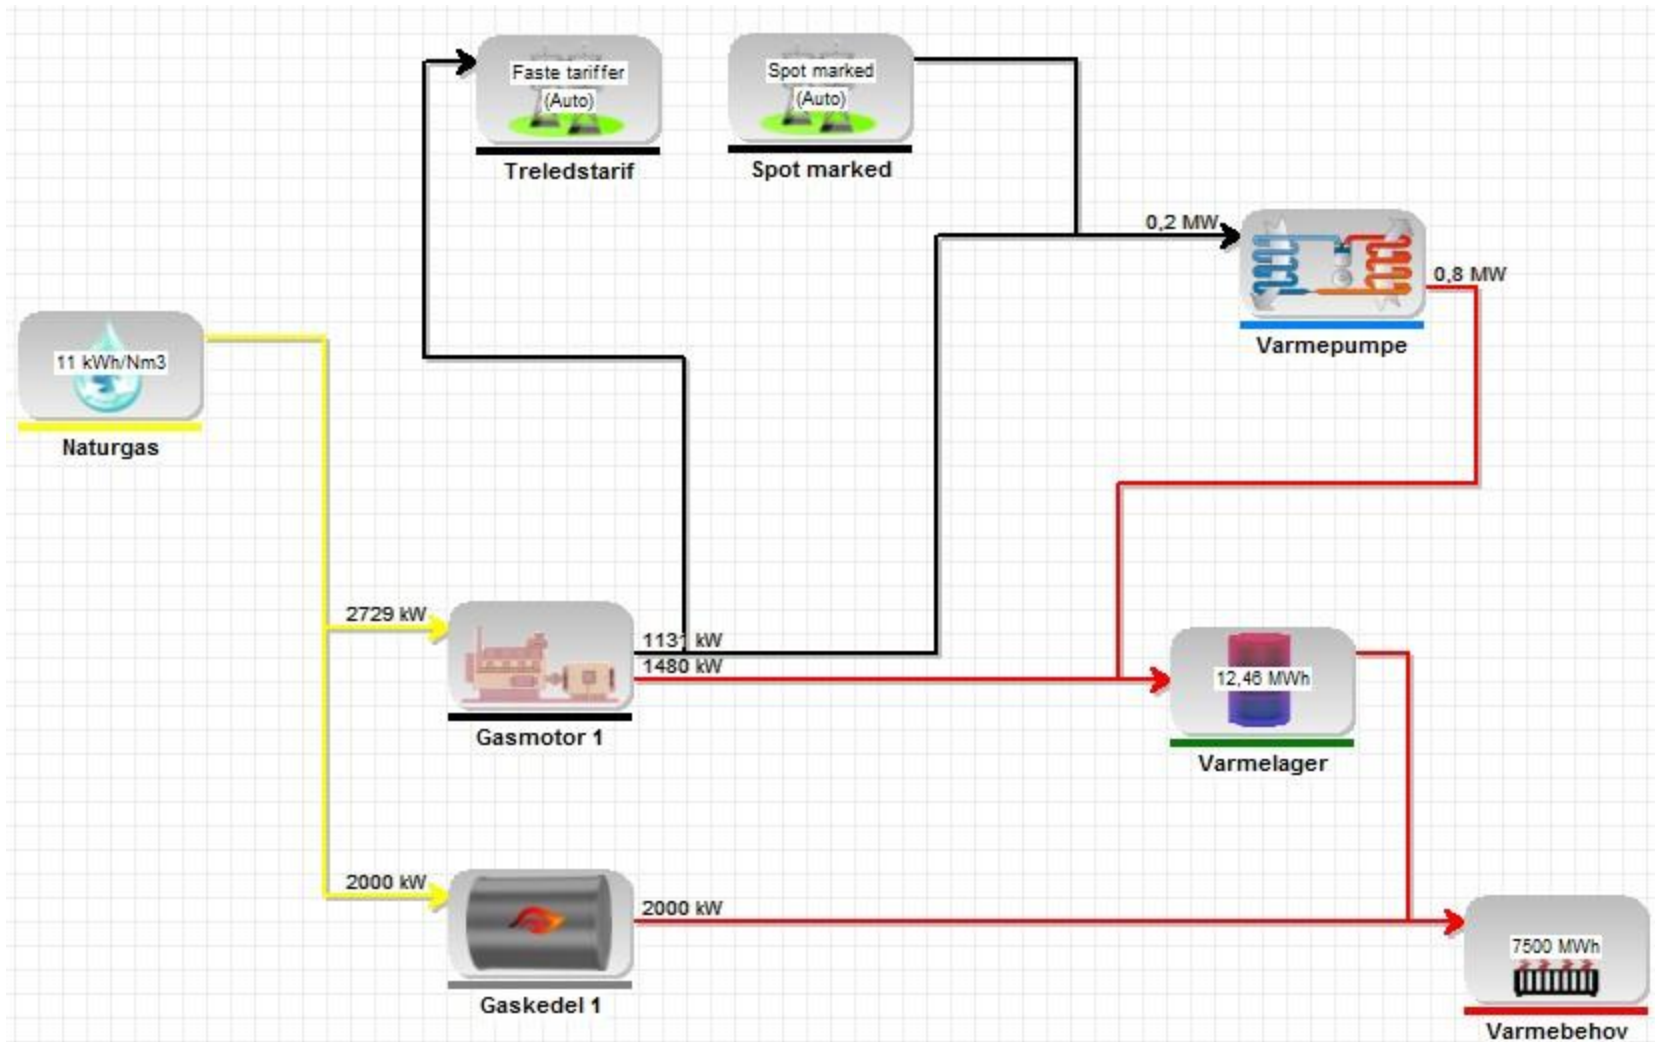 Faste tariffer
(Auto)
Treledstarif
Spot marked
(Auto)
Spot marked
0,2 MW
0,8 MW
Varmepumpe
11 kWh/Nm3
Naturgas
2729 kW
1131 kW
1480 kW
Gasmotor 1
12,46 MWh
Varmelager
2000 kW
2000 kW
Gaskedel 1
7500 MWh
Varmebehov